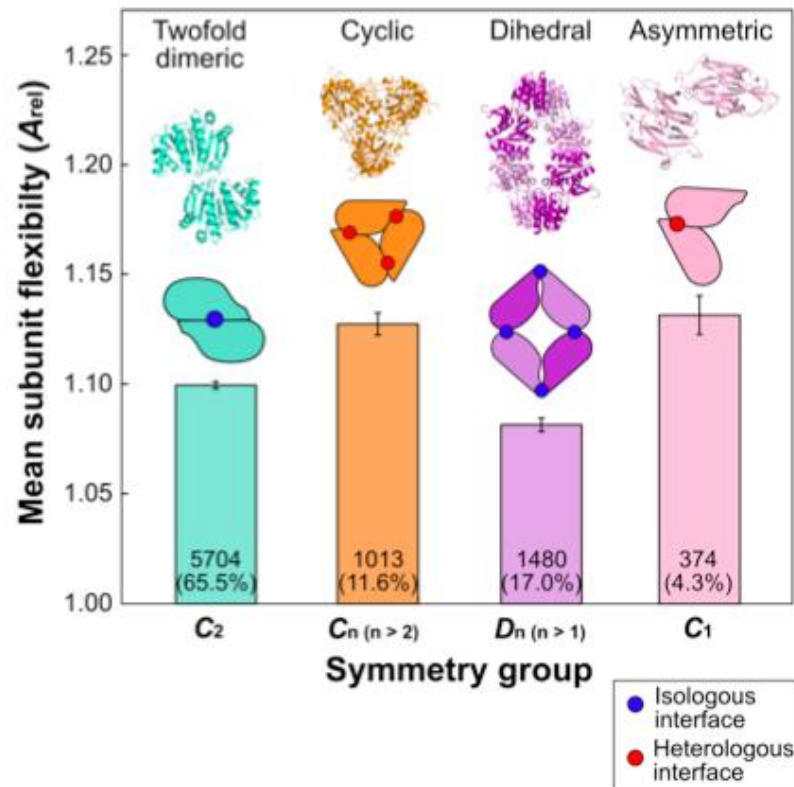 Twofold dimeric
Cyclic
Dihedral
Asymmetric
Mean subunit flexibilty (Arel)
1.25
1.20
1.15
1.10
1.05
1.00
5704
(65.5%)
1013
(11.6%)
1480
(17.0%)
374
(4.3%)
C2
Cn (n > 2)
Dn (n > 1)
C1
Symmetry group
Isologous
interface
Heterologous
interface